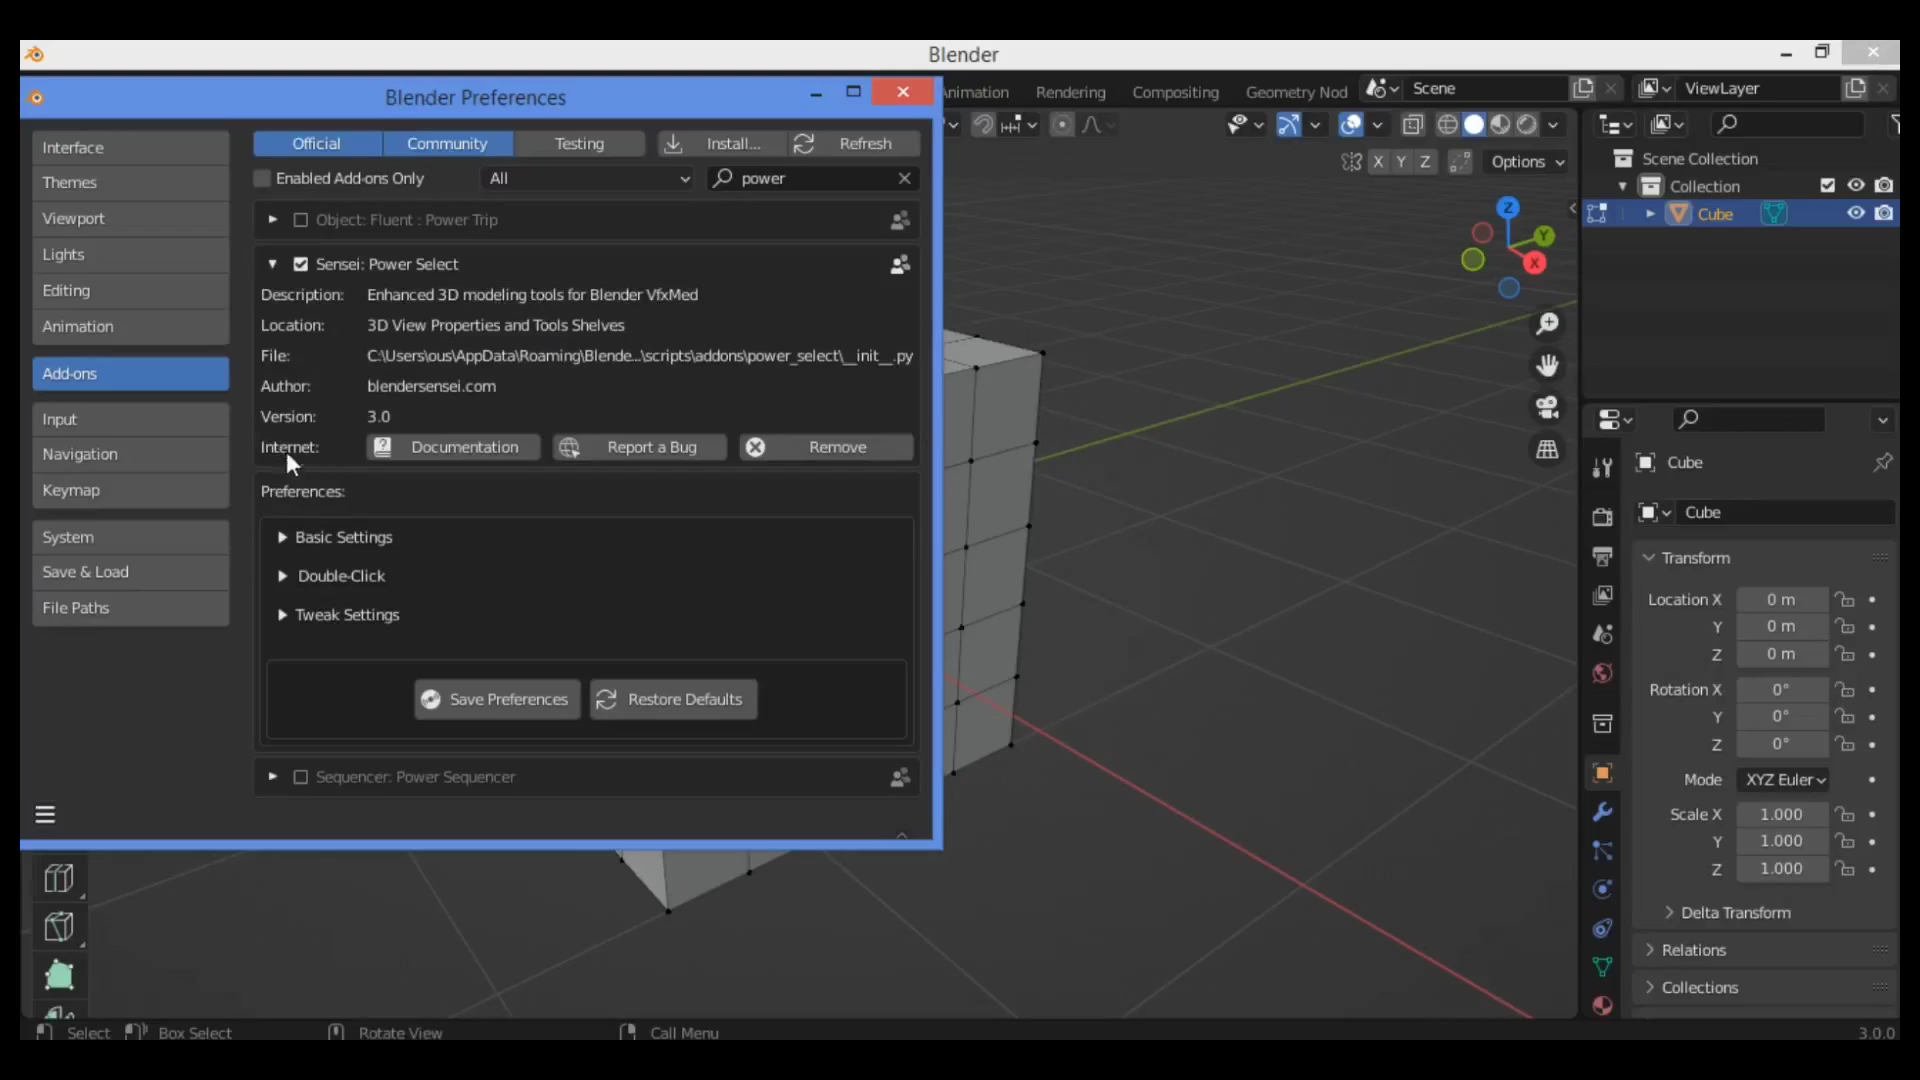 Blender
Blender Preferences
Animation Rendering Compositing Geometry Nod
Scene
ViewLayer
Interface
Themes
Viewport
Lights
Editing
Animation
Add-ons
Input
Navigation
Keymap
System
Save & Load
File Paths
Official Community Testing Install... Refresh
Enabled Add-ons Only All power
Object: Fluent : Power Trip
Sensei: Power Select
Description: Enhanced 3D modeling tools for Blender VfxMed
Location: 3D View Properties and Tools Shelves
File: C:\Users\ous\AppData\Roaming\Blende...\scripts\addons\power_select\__init__.py
Author: blendersensei.com
Version: 3.0
Internet: Documentation Report a Bug Remove
Preferences:
Basic Settings
Double-Click
Tweak Settings
Save Preferences Restore Defaults
Sequencer: Power Sequencer
X Y Z Options
Z
Y
X
Scene Collection
Collection
Cube
Cube
Cube
Transform
Location X 0 m
Y 0 m
Z 0 m
Rotation X 0°
Y 0°
Z 0°
Mode XYZ Euler
Scale X 1.000
Y 1.000
Z 1.000
Delta Transform
Relations
Collections
Select Box Select Rotate View Call Menu 3.0.0